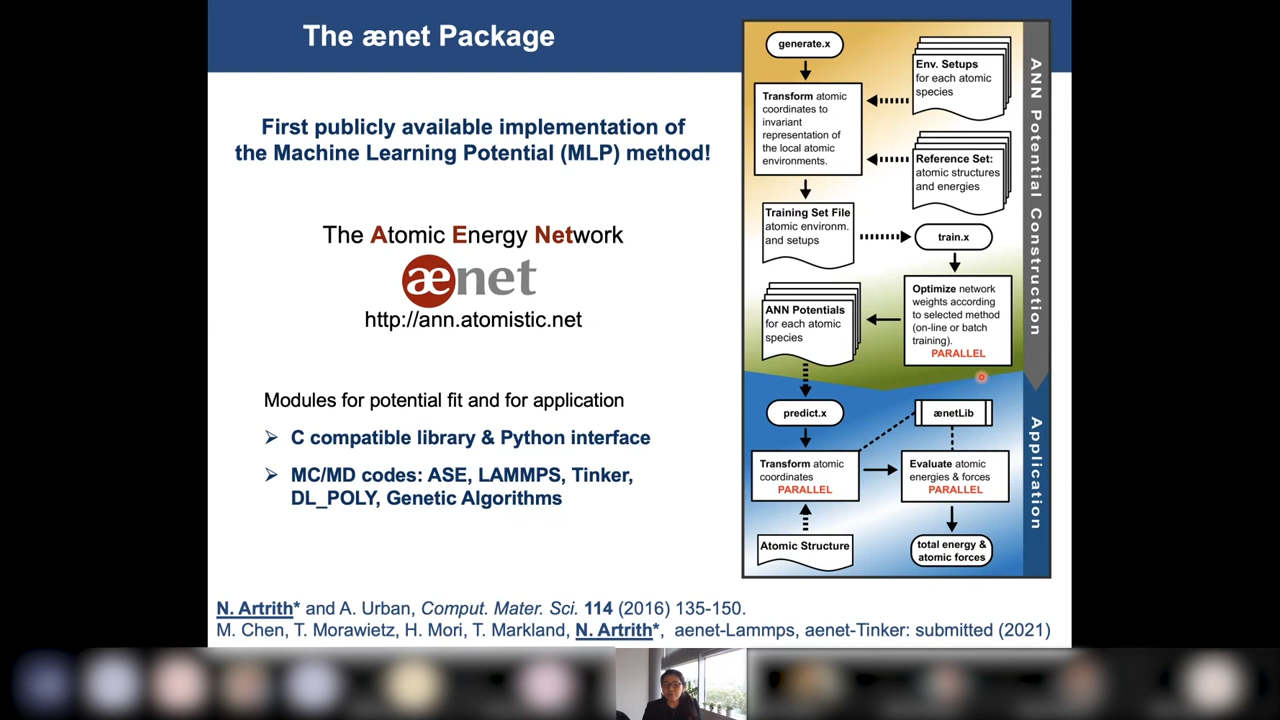 The ænet Package
First publicly available implementation of
the Machine Learning Potential (MLP) method!
The Atomic Energy Network
ænet
http://ann.atomistic.net
Modules for potential fit and for application
➢ C compatible library & Python interface
➢ MC/MD codes: ASE, LAMMPS, Tinker,
DL_POLY, Genetic Algorithms
generate.x
Env. Setups
for each atomic
species
Transform atomic
coordinates to
invariant
representation of
the local atomic
environments.
Reference Set:
atomic structures
and energies
Training Set File
atomic environm.
and setups
train.x
Optimize network
weights according
to selected method
(on-line or batch
training).
PARALLEL
ANN Potentials
for each atomic
species
ANN Potential Construction
predict.x
ænetLib
Transform atomic
coordinates
PARALLEL
Evaluate atomic
energies & forces
PARALLEL
Atomic Structure
total energy &
atomic forces
Application
N. Artrith* and A. Urban, Comput. Mater. Sci. 114 (2016) 135-150.
M. Chen, T. Morawietz, H. Mori, T. Markland, N. Artrith*, aenet-Lammps, aenet-Tinker: submitted (2021)